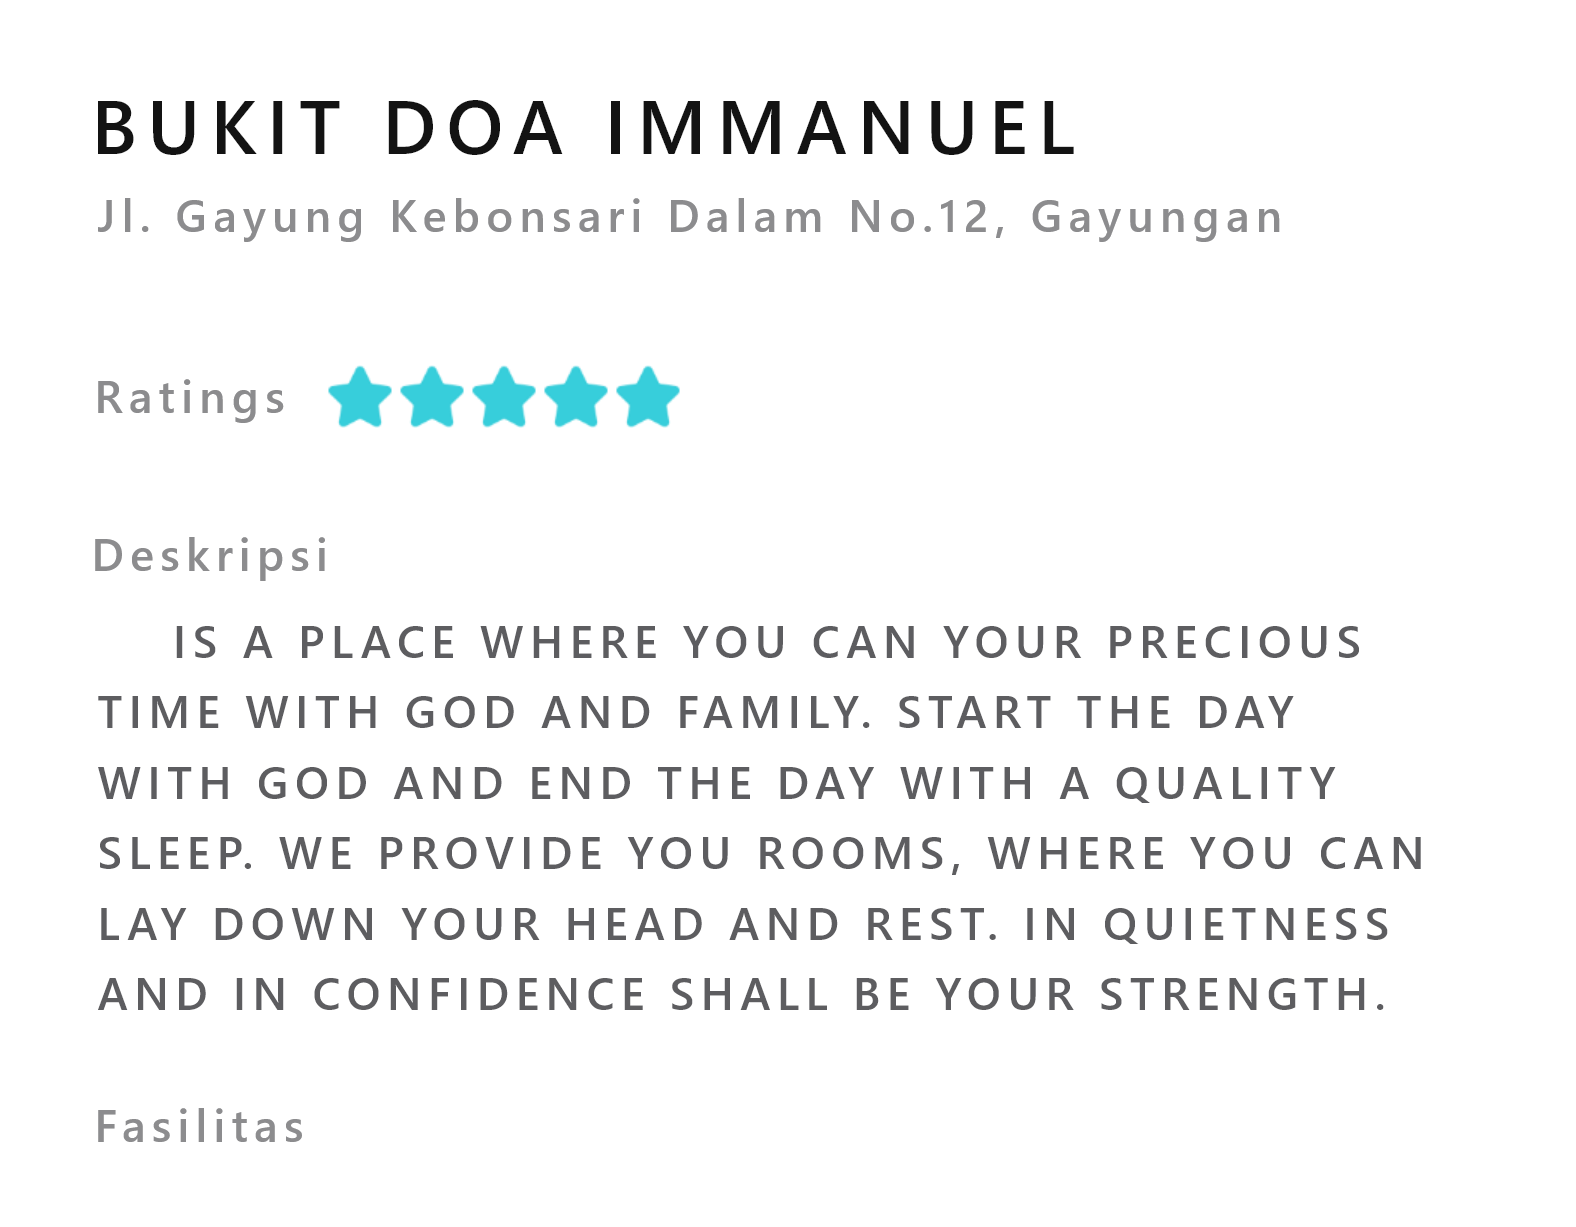 BUKIT DOA IMMANUEL
Jl. Gayung Kebonsari Dalam No.12, Gayungan
Ratings
Deskripsi
IS A PLACE WHERE YOU CAN YOUR PRECIOUS
TIME WITH GOD AND FAMILY. START THE DAY
WITH GOD AND END THE DAY WITH A QUALITY
SLEEP. WE PROVIDE YOU ROOMS, WHERE YOU CAN
LAY DOWN YOUR HEAD AND REST. IN QUIETNESS
AND IN CONFIDENCE SHALL BE YOUR STRENGTH.
Fasilitas